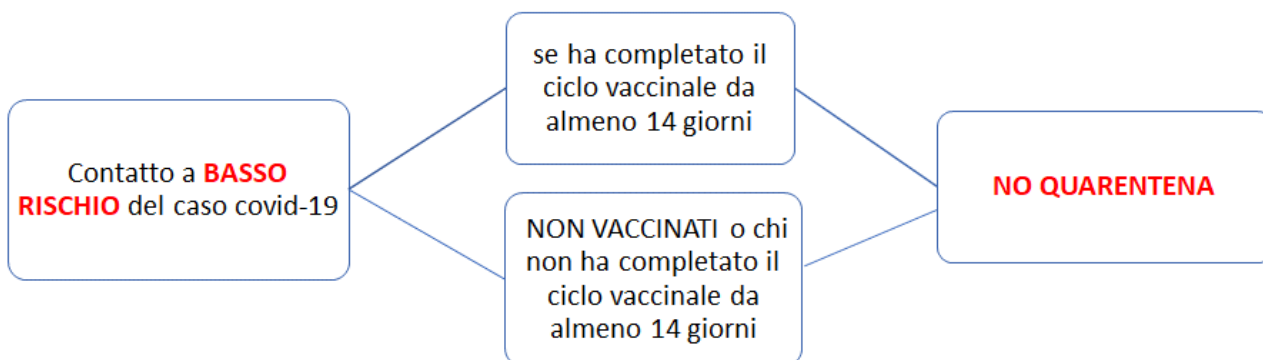 Contatto a BASSO
RISCHIO del caso covid-19
se ha completato il
ciclo vaccinale da
almeno 14 giorni
NON VACCINATI o chi
non ha completato il
ciclo vaccinale da
almeno 14 giorni
NO QUARENTENA